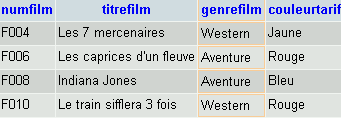 numfilm titrefilm genrefilm couleurtarif
F004 Les 7 mercenaires Western Jaune
F006 Les caprices d'un fleuve Aventure Rouge
F008 Indiana Jones Aventure Bleu
F010 Le train sifflera 3 fois Western Rouge